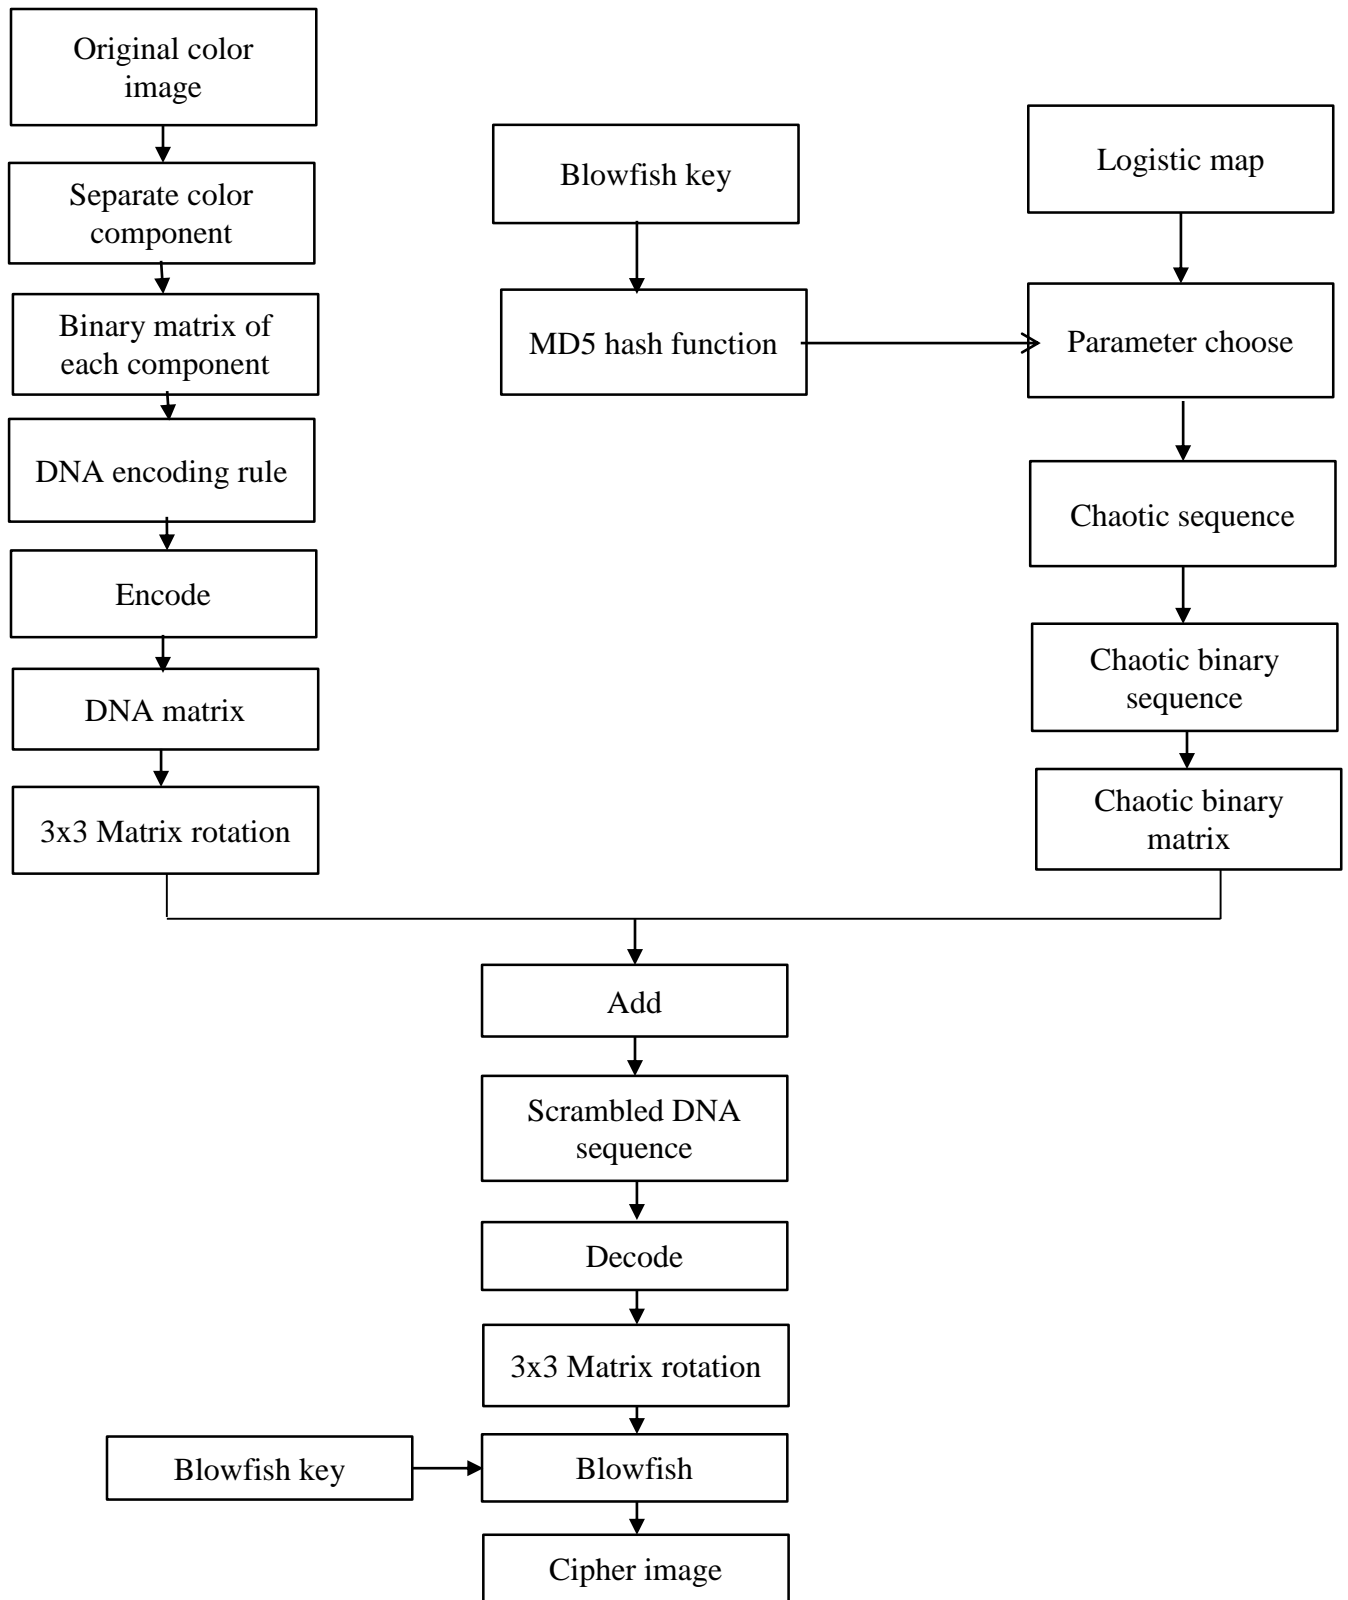 Original color
image
Separate color
component
Binary matrix of
each component
DNA encoding rule
Encode
DNA matrix
3x3 Matrix rotation
Blowfish key
MD5 hash function
Logistic map
Parameter choose
Chaotic sequence
Chaotic binary
sequence
Chaotic binary
matrix
Add
Scrambled DNA
sequence
Decode
3x3 Matrix rotation
Blowfish key
Blowfish
Cipher image